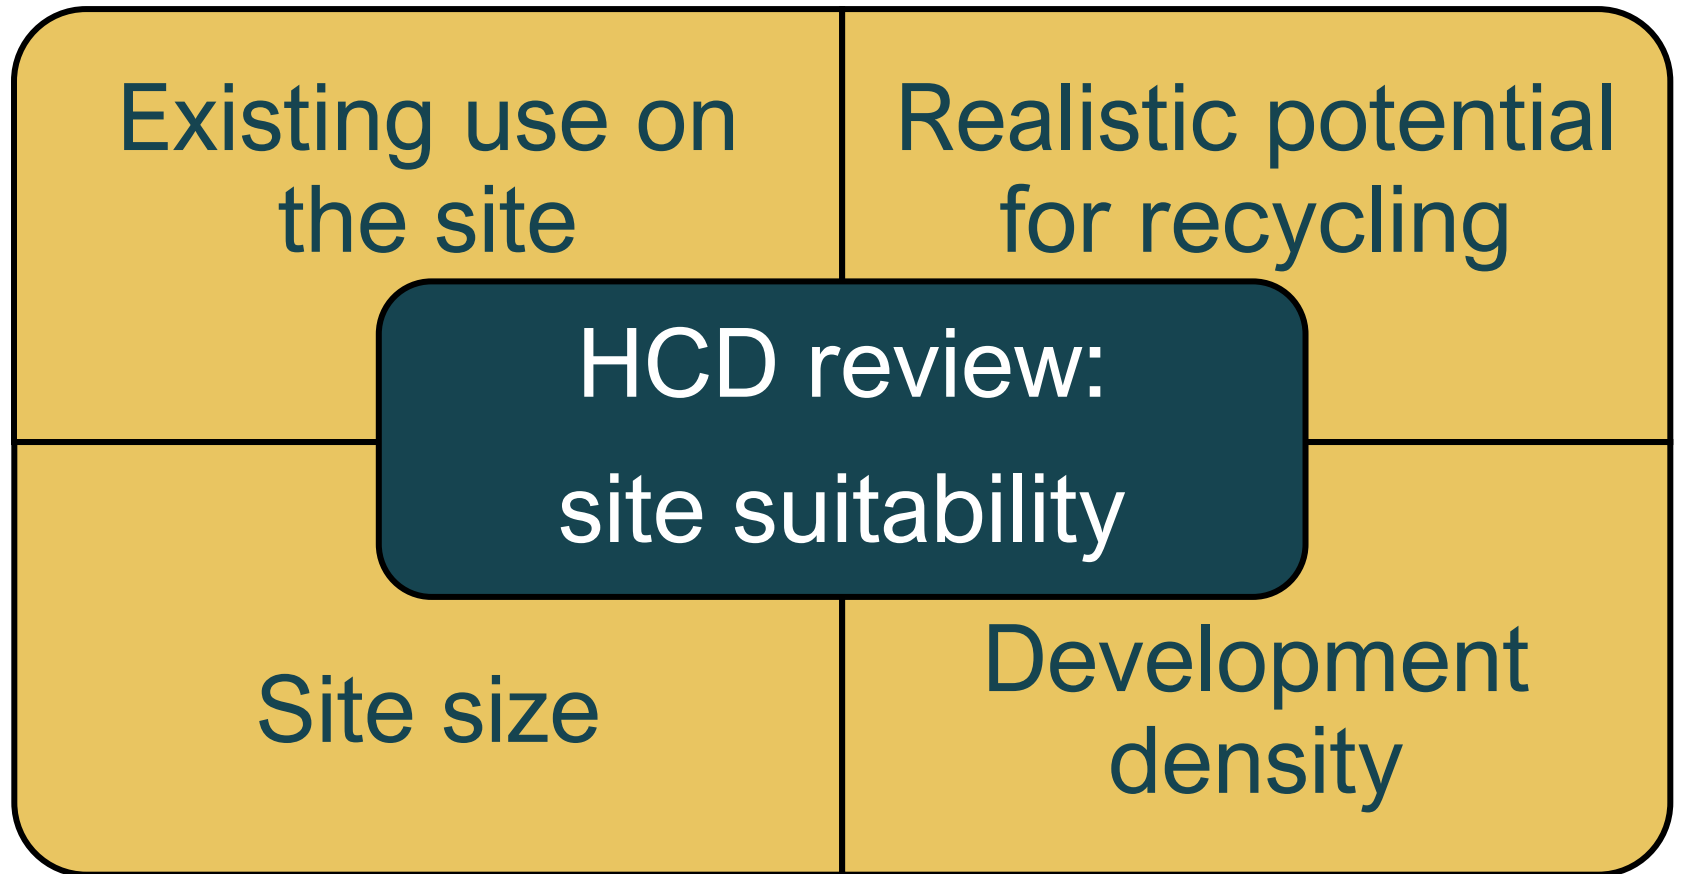 Existing use on
the site
Realistic potential
for recycling
HCD review:
site suitability
Site size
Development
density